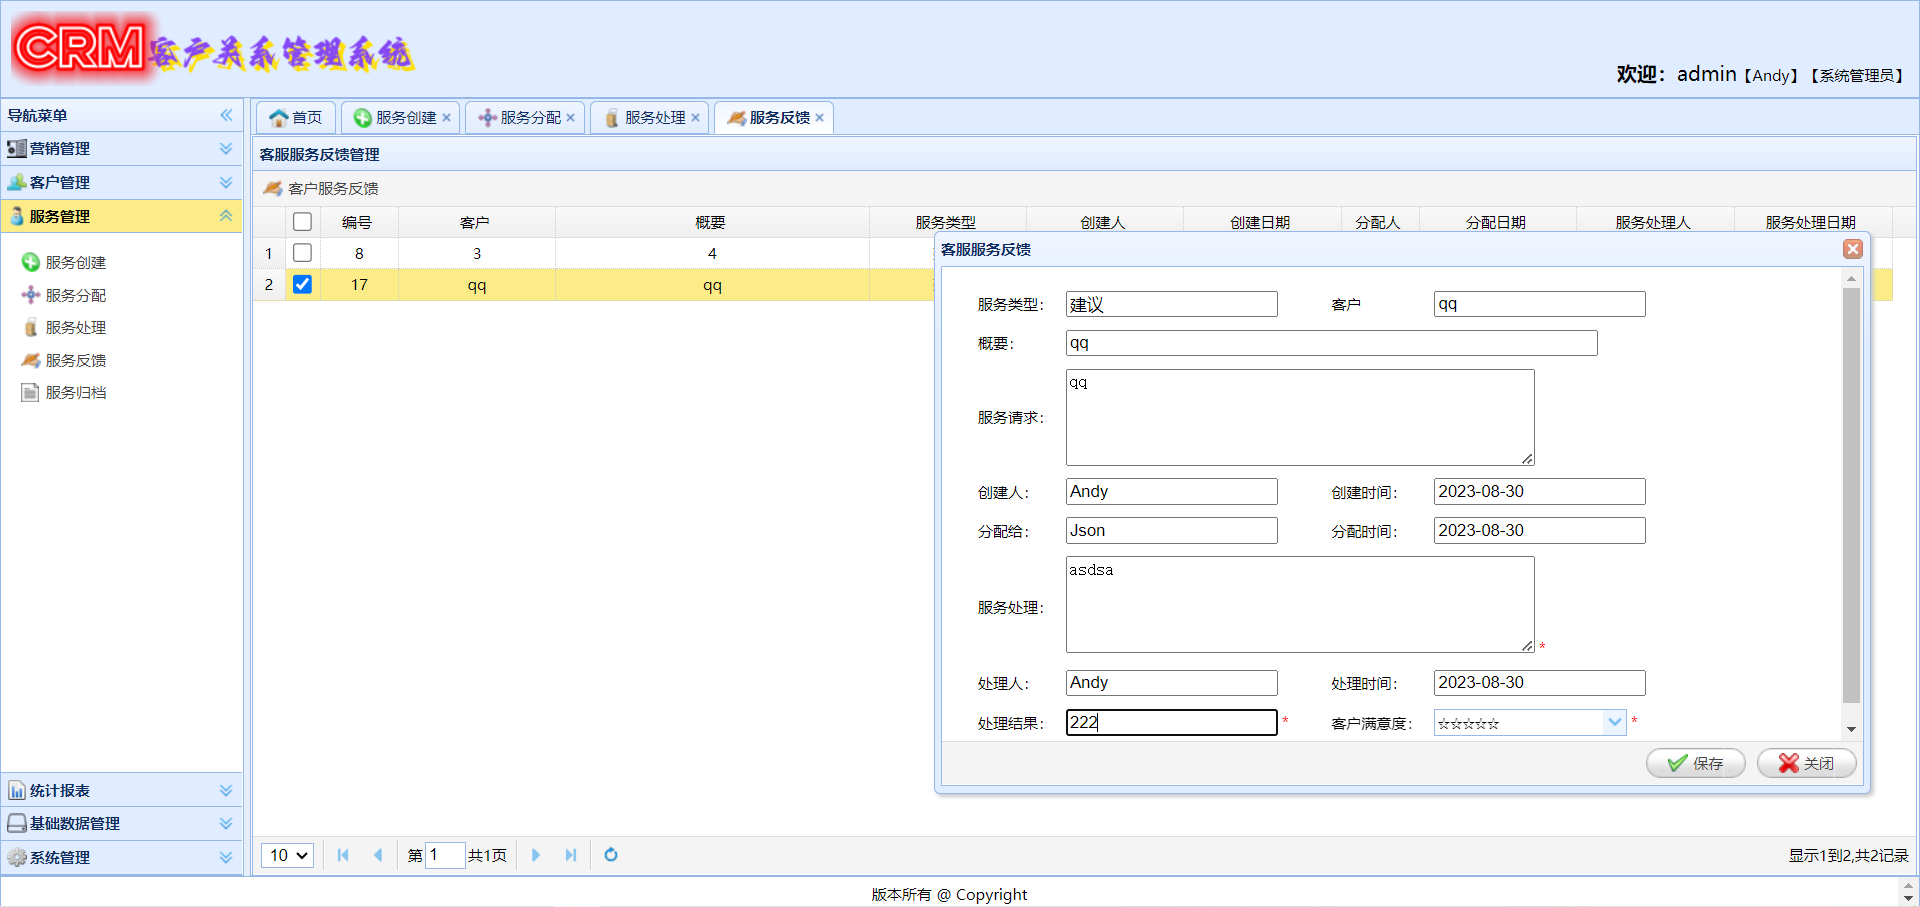 CRM客户关系管理系统
欢迎：admin【Andy】【系统管理员】
导航菜单
营销管理
客户管理
服务管理
服务创建
服务分配
服务处理
服务反馈
服务归档
统计报表
基础数据管理
系统管理
首页 服务创建 服务分配 服务处理 服务反馈
客服服务反馈管理
客户服务反馈
编号 客户 概要 服务类型 创建人 创建日期 分配人 分配日期 服务处理人 服务处理日期
1 8 3 4
2 17 qq qq
客服服务反馈
服务类型： 建议 客户 qq
概要： qq
服务请求： qq
创建人： Andy 创建时间： 2023-08-30
分配给： Json 分配时间： 2023-08-30
服务处理： asdsa *
处理人： Andy 处理时间： 2023-08-30
处理结果： 222 * 客户满意度： ☆☆☆☆☆ *
保存 关闭
10 第 1 共1页 显示1到2,共2记录
版本所有 @ Copyright